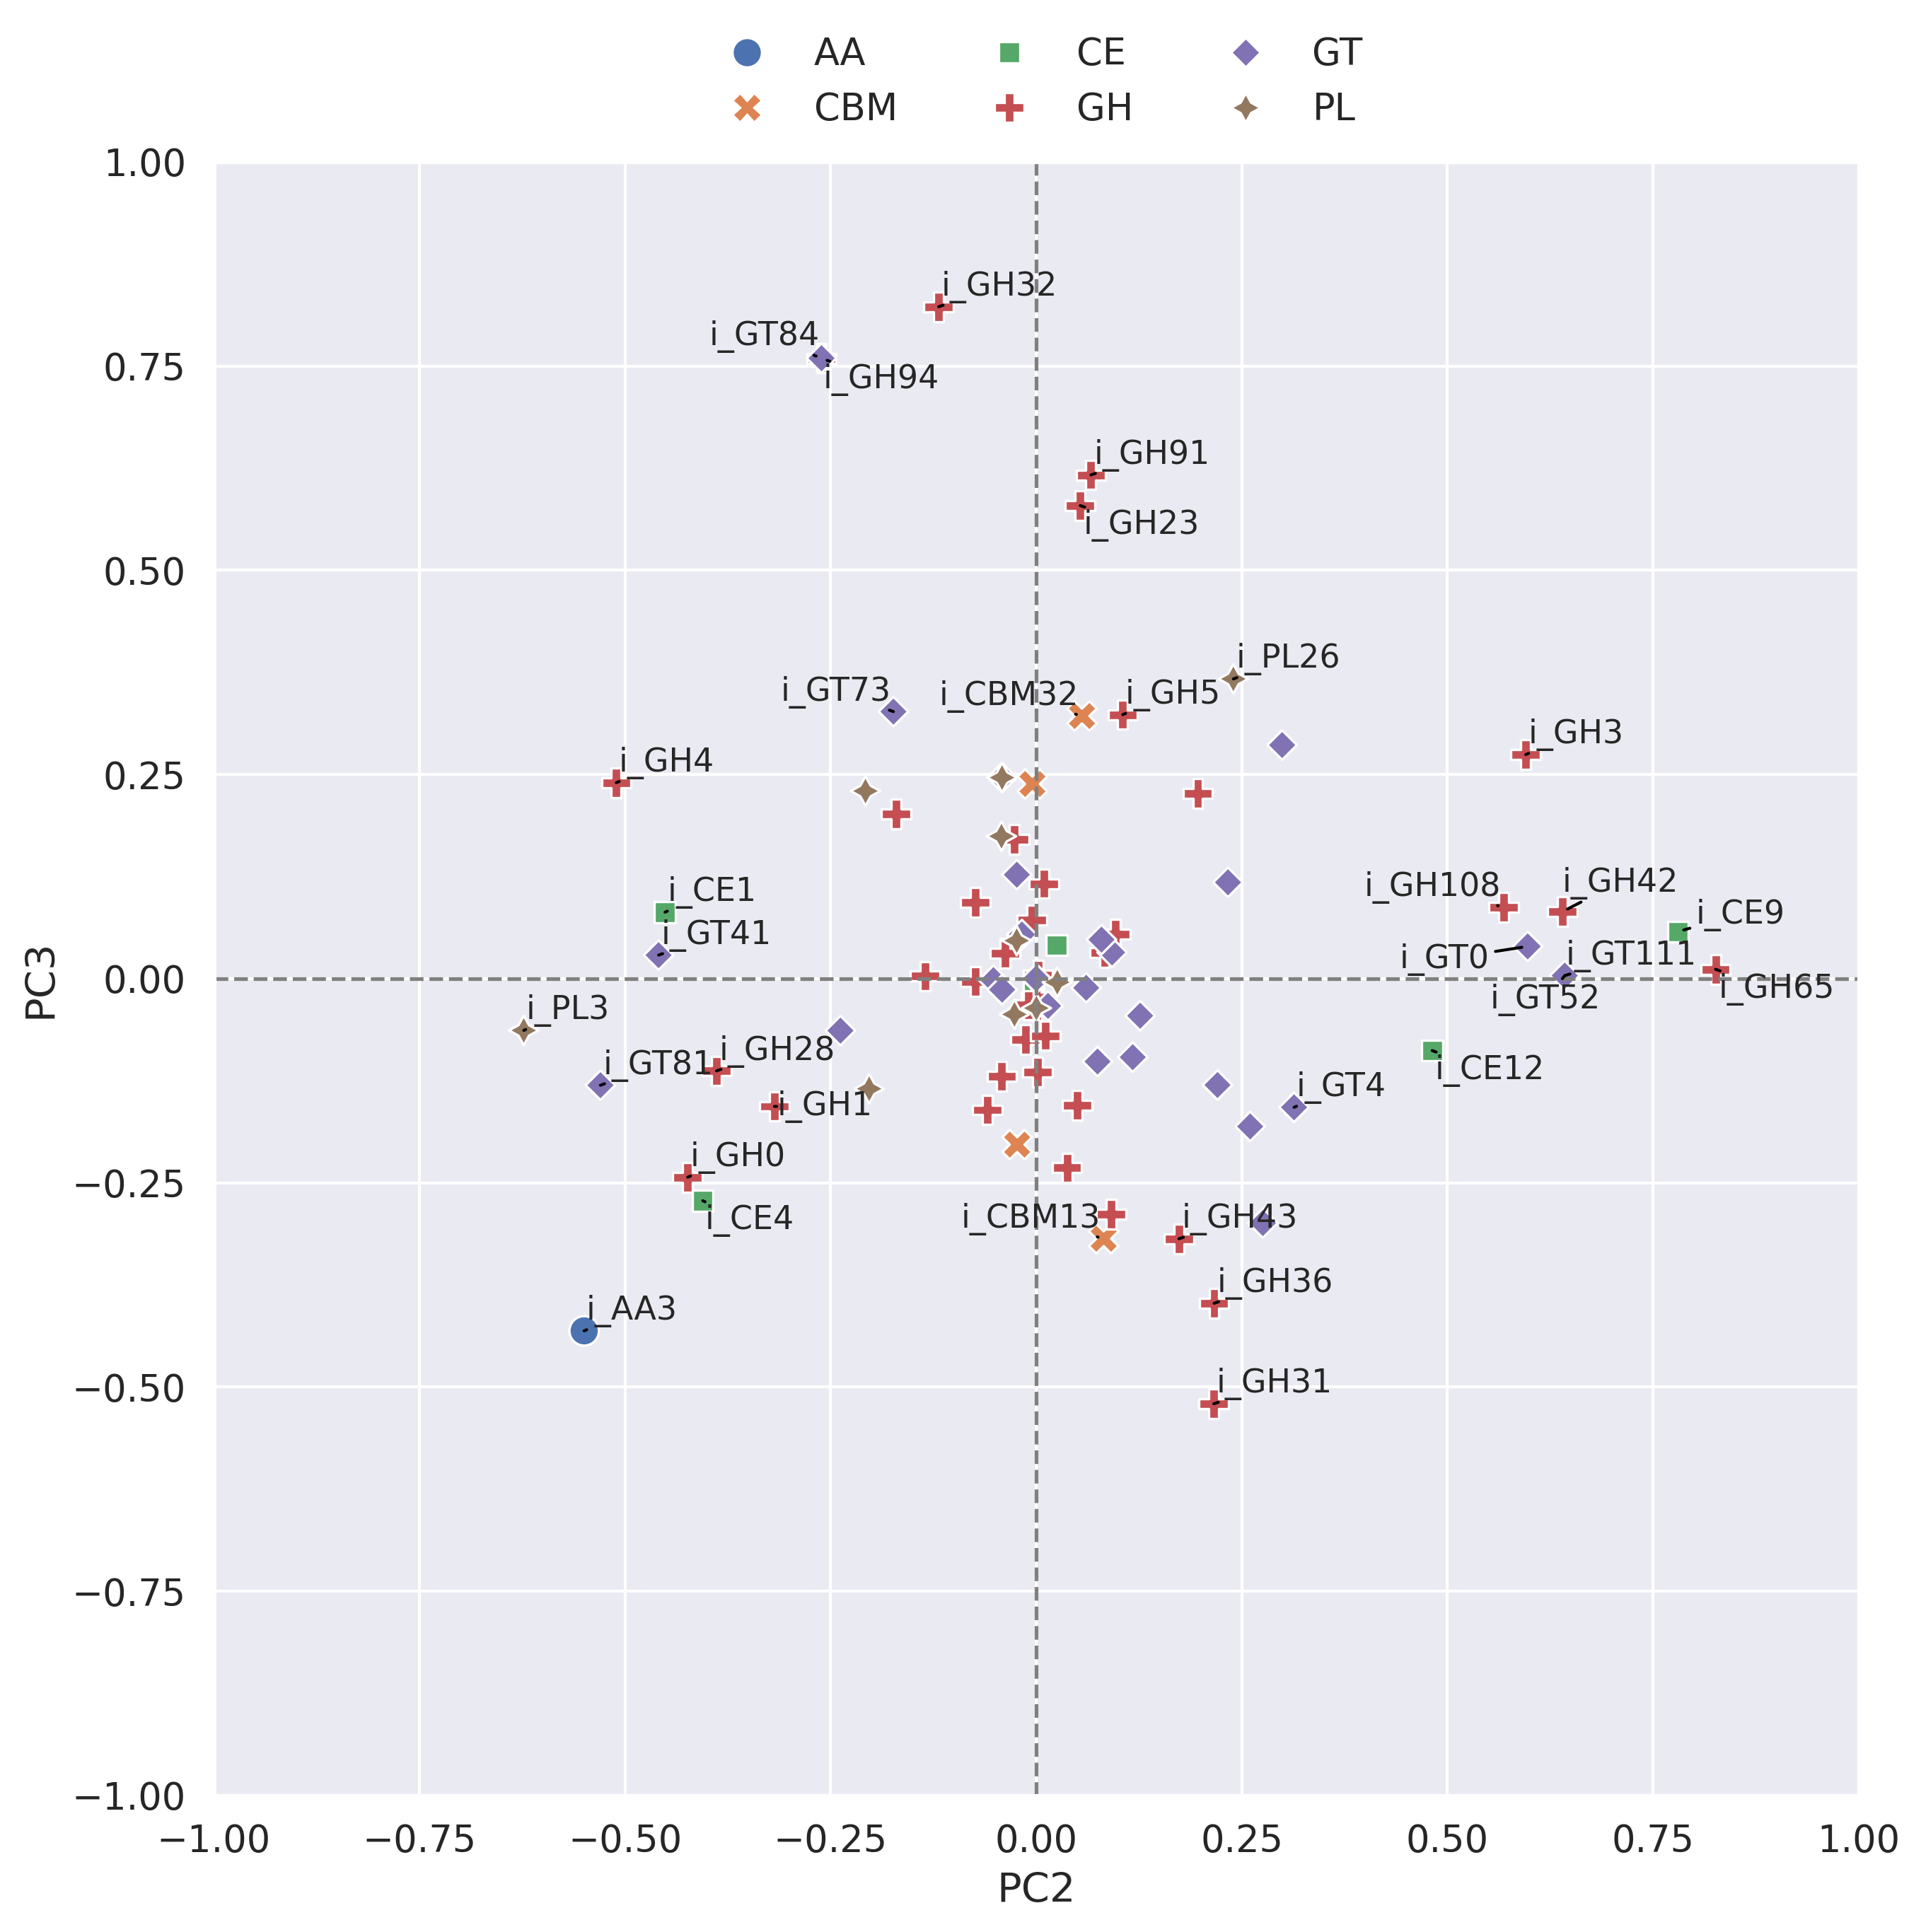 AA CE GT
CBM GH PL
1.00
0.75
0.50
0.25
0.00
−0.25
−0.50
−0.75
−1.00
PC3
i_GH32
i_GT84
i_GH94
i_GH91
i_GH23
i_PL26
i_GT73
i_CBM32
i_GH5
i_GH3
i_GH4
i_CE1
i_GH108
i_GH42
i_CE9
i_GT41
i_GT0
i_GT111
i_GH65
i_GT52
i_PL3
i_GT81
i_GH28
i_CE12
i_GT4
i_GH1
i_GH0
i_CE4
i_CBM13
i_GH43
i_GH36
i_AA3
i_GH31
−1.00 −0.75 −0.50 −0.25 0.00 0.25 0.50 0.75 1.00
PC2